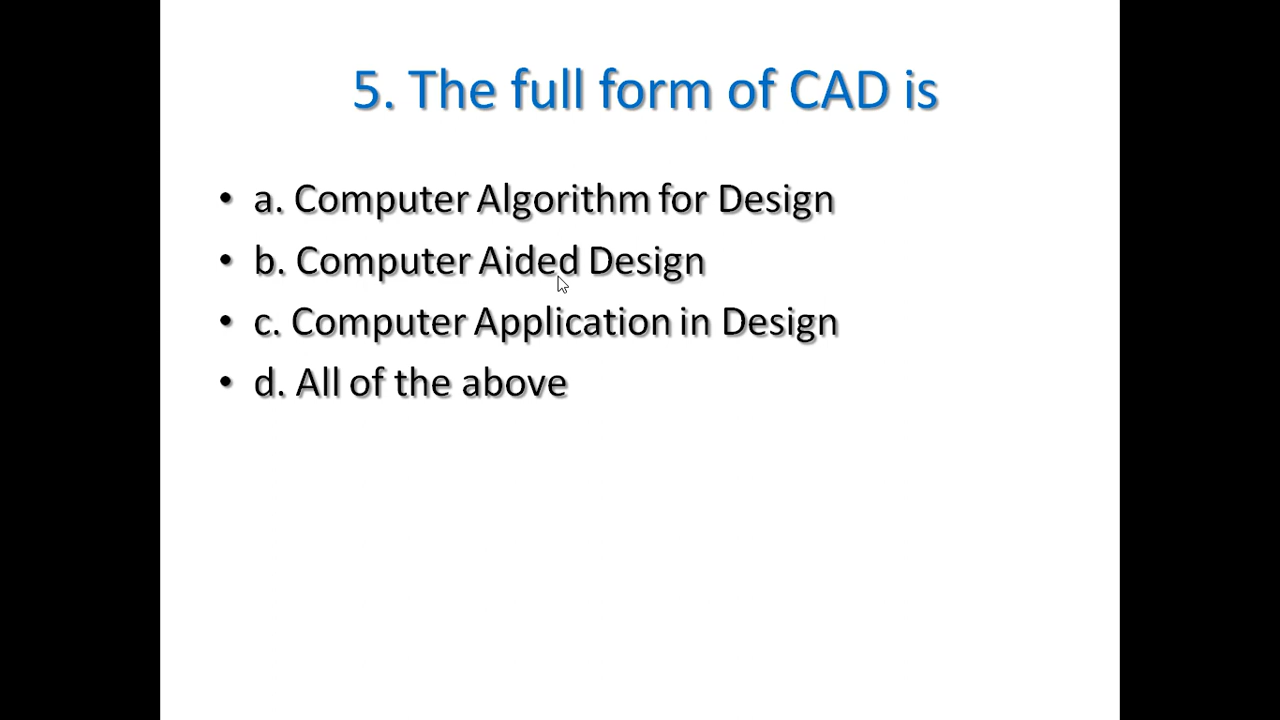 5. The full form of CAD is
• a. Computer Algorithm for Design
• b. Computer Aided Design
• c. Computer Application in Design
• d. All of the above